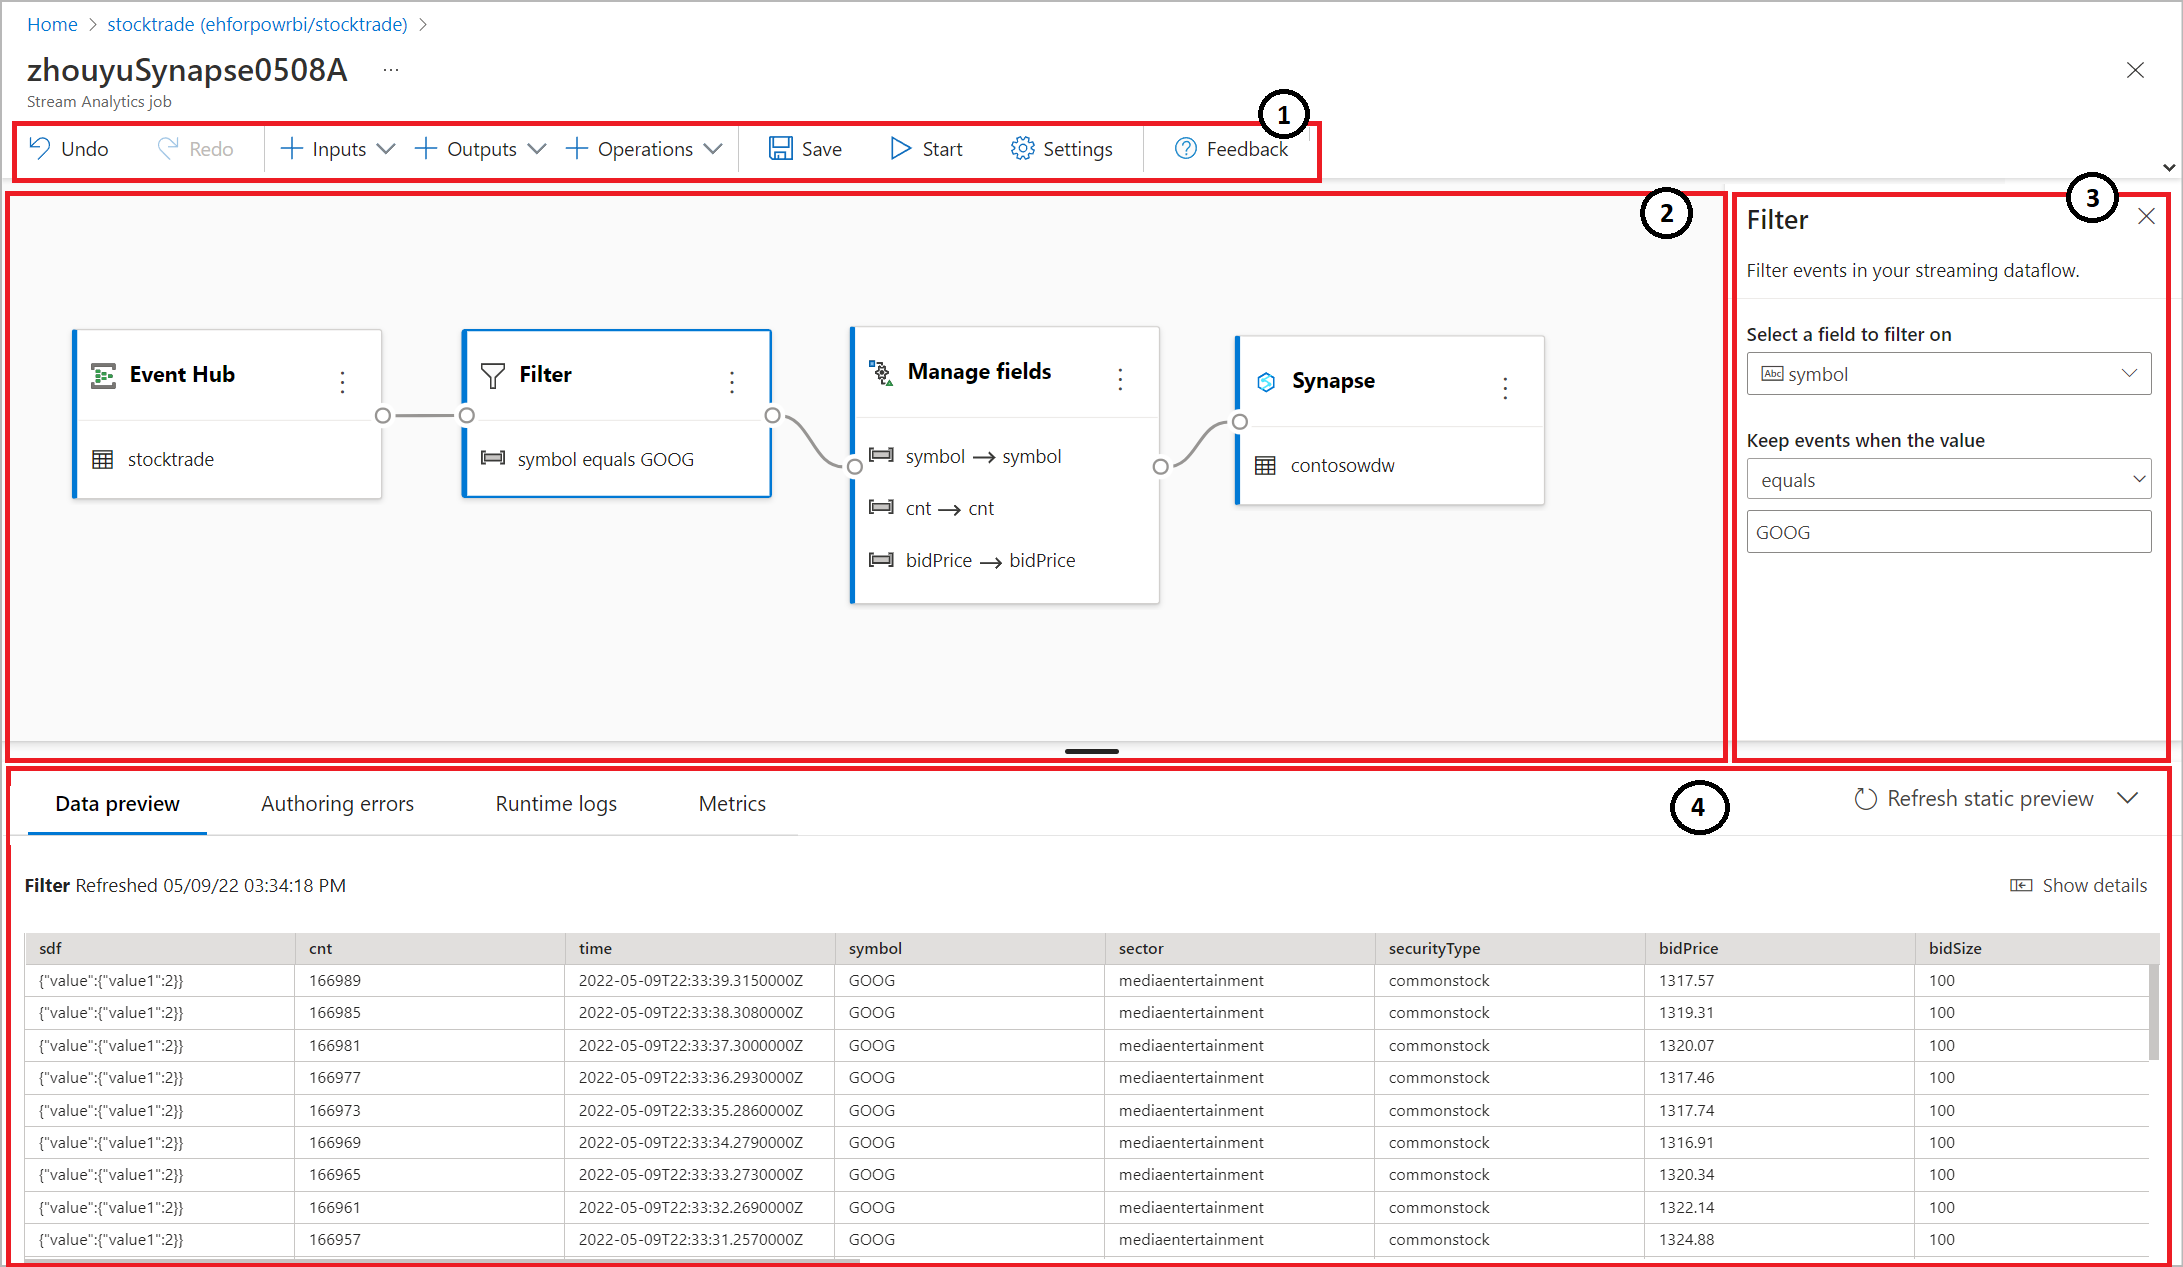 Home > stocktrade (ehforpowrbi/stocktrade) >
zhouyuSynapse0508A ...
Stream Analytics job
1
Undo Redo Inputs Outputs Operations Save Start Settings Feedback
2
3
Filter
Filter events in your streaming dataflow.
Select a field to filter on
Abc symbol
Keep events when the value
equals
GOOG
Event Hub
stocktrade
Filter
symbol equals GOOG
Manage fields
symbol → symbol
cnt → cnt
bidPrice → bidPrice
Synapse
contosowdw
Data preview Authoring errors Runtime logs Metrics
4
Refresh static preview
Filter Refreshed 05/09/22 03:34:18 PM
Show details
sdf cnt time symbol sector securityType bidPrice bidSize
{"value":{"value1":2}} 166989 2022-05-09T22:33:39.3150000Z GOOG mediaentertainment commonstock 1317.57 100
{"value":{"value1":2}} 166985 2022-05-09T22:33:38.3080000Z GOOG mediaentertainment commonstock 1319.31 100
{"value":{"value1":2}} 166981 2022-05-09T22:33:37.3000000Z GOOG mediaentertainment commonstock 1320.07 100
{"value":{"value1":2}} 166977 2022-05-09T22:33:36.2930000Z GOOG mediaentertainment commonstock 1317.46 100
{"value":{"value1":2}} 166973 2022-05-09T22:33:35.2860000Z GOOG mediaentertainment commonstock 1317.74 100
{"value":{"value1":2}} 166969 2022-05-09T22:33:34.2790000Z GOOG mediaentertainment commonstock 1316.91 100
{"value":{"value1":2}} 166965 2022-05-09T22:33:33.2730000Z GOOG mediaentertainment commonstock 1320.34 100
{"value":{"value1":2}} 166961 2022-05-09T22:33:32.2690000Z GOOG mediaentertainment commonstock 1322.14 100
{"value":{"value1":2}} 166957 2022-05-09T22:33:31.2570000Z GOOG mediaentertainment commonstock 1324.88 100